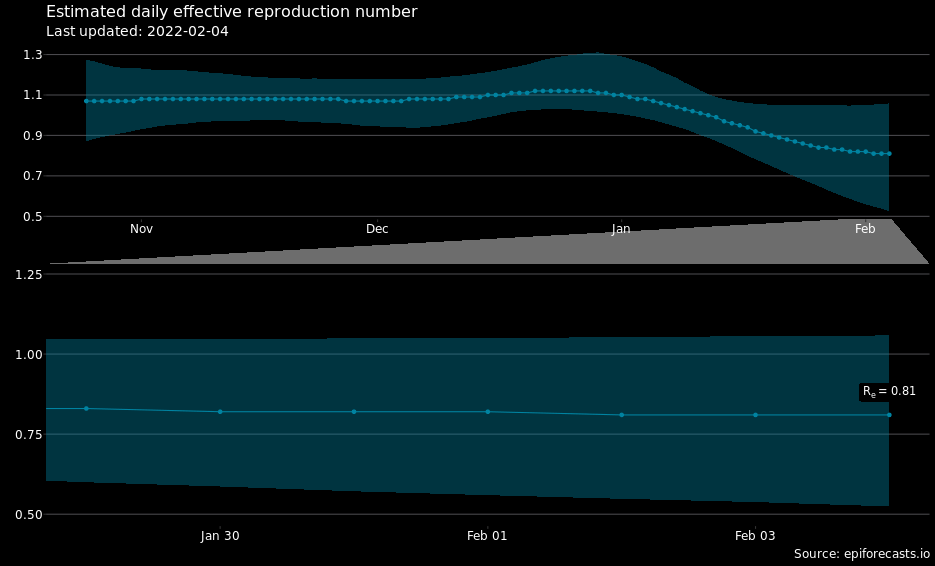 Estimated daily effective reproduction number
Last updated: 2022-02-04
1.3
1.1
0.9
0.7
0.5
Nov Dec Jan Feb
1.25
1.00
0.75
0.50
Re = 0.81
Jan 30 Feb 01 Feb 03
Source: epiforecasts.io